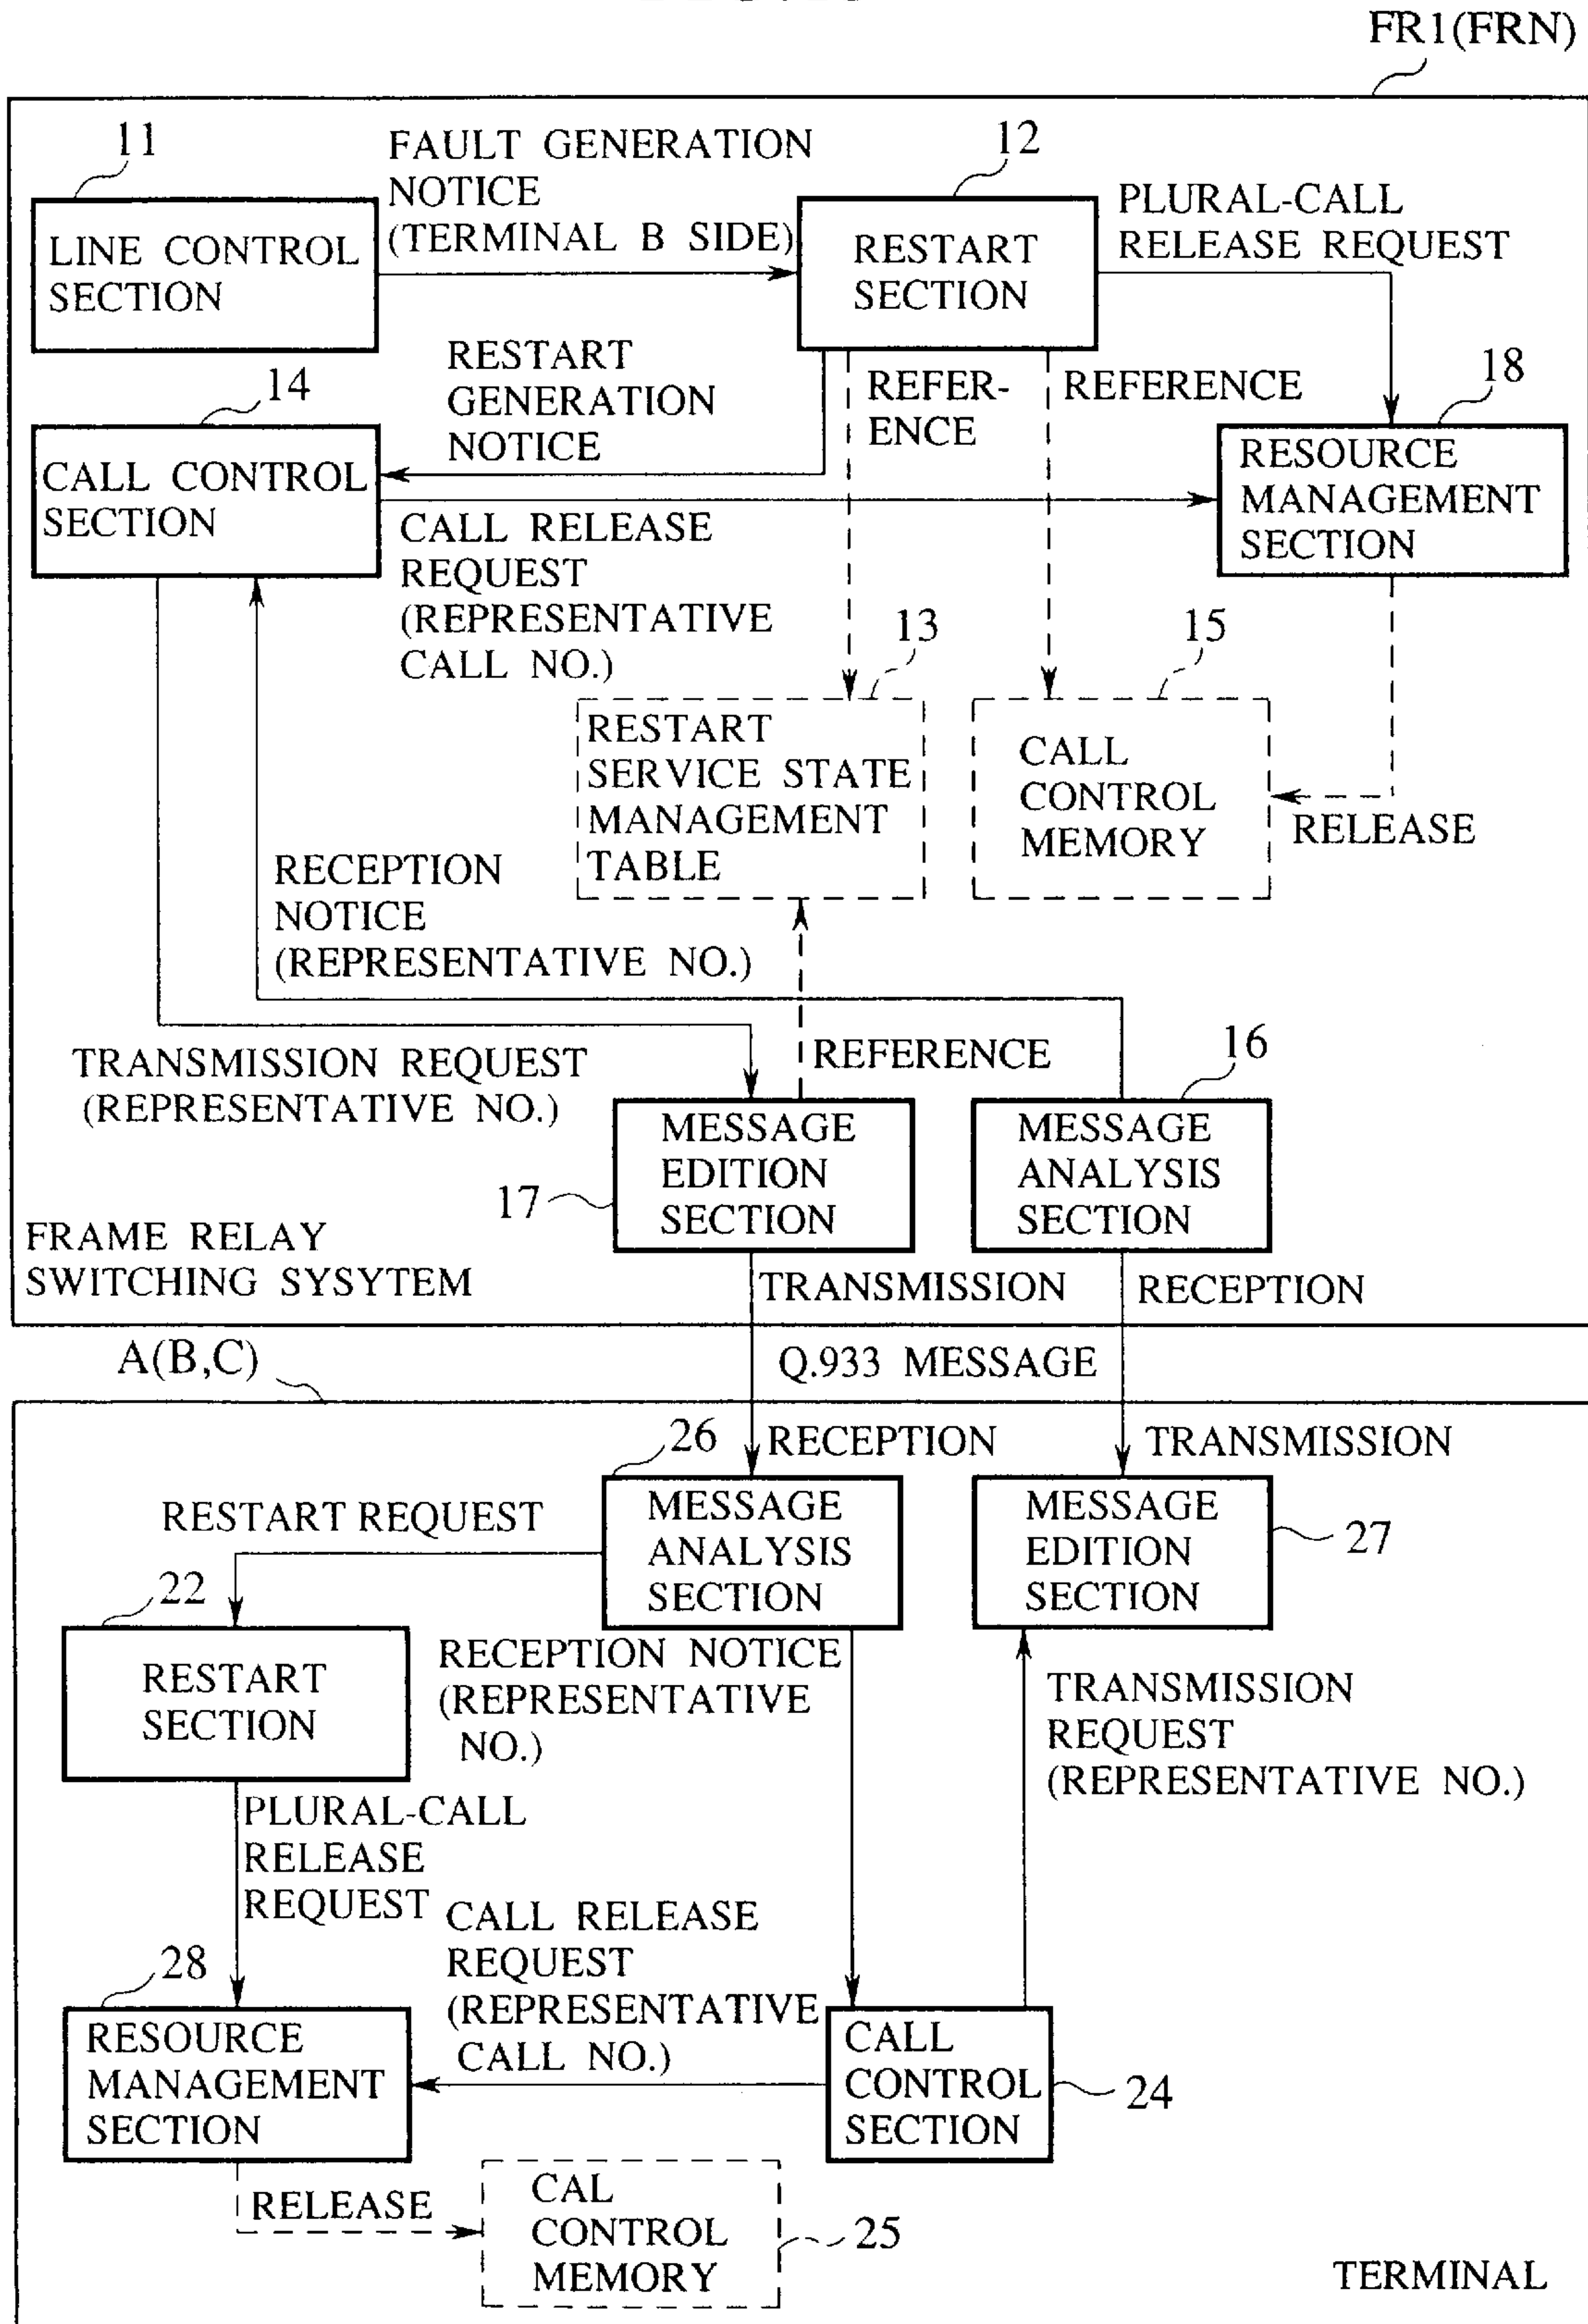 FR1(FRN)
11
FAULT GENERATION
NOTICE
(TERMINAL B SIDE)
12
PLURAL-CALL
RELEASE REQUEST
LINE CONTROL
SECTION
RESTART
SECTION
14
RESTART
GENERATION
NOTICE
REFER-
ENCE
REFERENCE
18
CALL CONTROL
SECTION
RESOURCE
MANAGEMENT
SECTION
CALL RELEASE
REQUEST
(REPRESENTATIVE
CALL NO.)
13
15
RESTART
SERVICE STATE
MANAGEMENT
TABLE
CALL
CONTROL
MEMORY
RELEASE
RECEPTION
NOTICE
(REPRESENTATIVE NO.)
TRANSMISSION REQUEST
(REPRESENTATIVE NO.)
REFERENCE
16
MESSAGE
EDITION
SECTION
17
MESSAGE
ANALYSIS
SECTION
FRAME RELAY
SWITCHING SYSYTEM
TRANSMISSION
RECEPTION
A(B,C)
Q.933 MESSAGE
26
RECEPTION
TRANSMISSION
RESTART REQUEST
MESSAGE
ANALYSIS
SECTION
MESSAGE
EDITION
SECTION
27
22
RESTART
SECTION
RECEPTION NOTICE
(REPRESENTATIVE
NO.)
TRANSMISSION
REQUEST
(REPRESENTATIVE NO.)
PLURAL-CALL
RELEASE
REQUEST
CALL RELEASE
REQUEST
(REPRESENTATIVE
CALL NO.)
28
RESOURCE
MANAGEMENT
SECTION
CALL
CONTROL
SECTION
24
RELEASE
CAL
CONTROL
MEMORY
25
TERMINAL